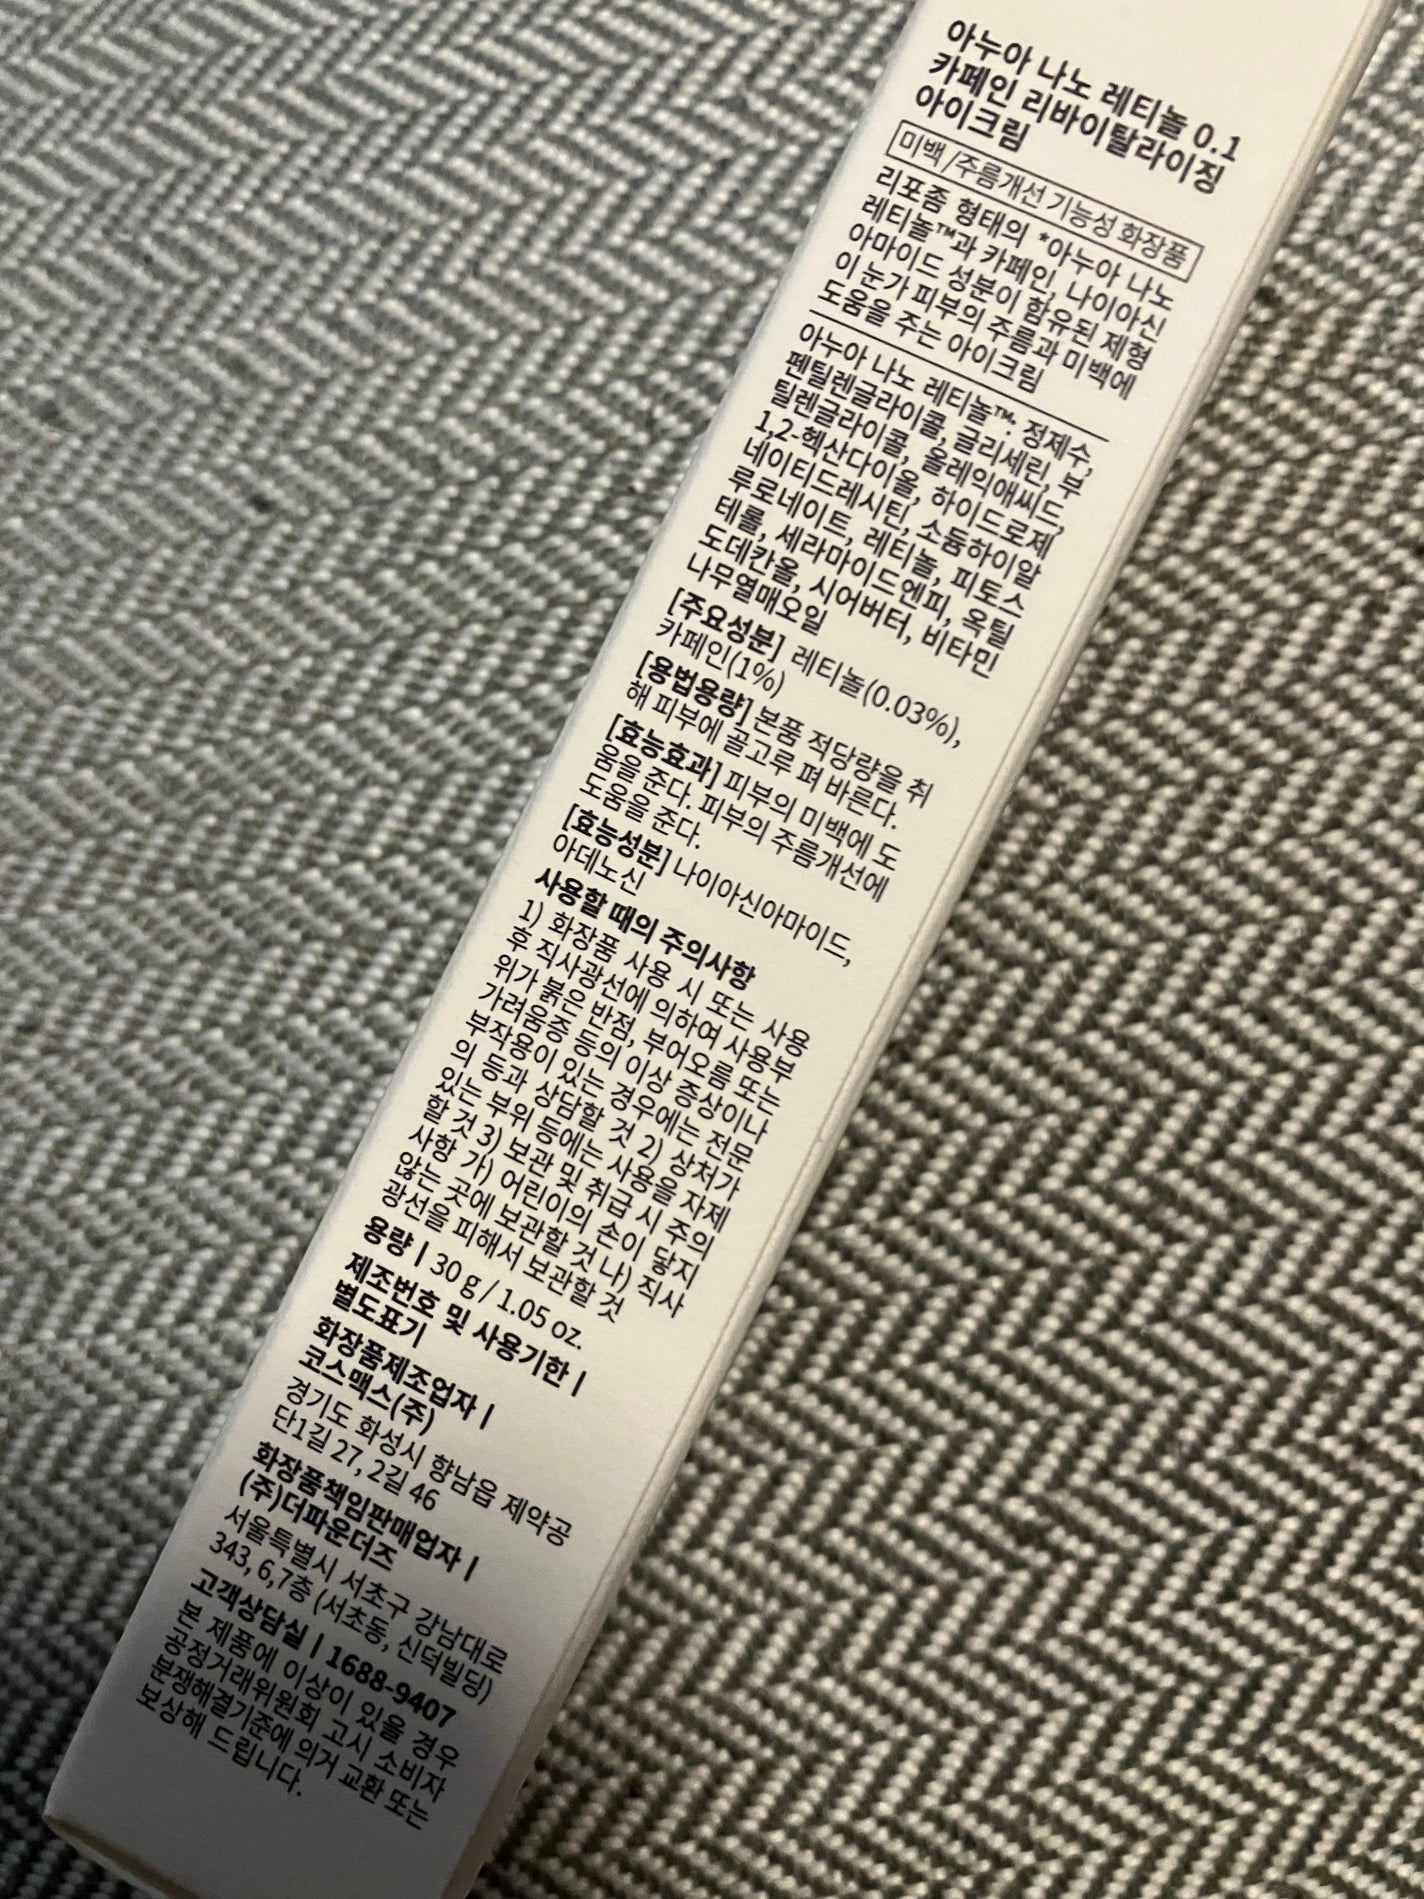 아누아 나노 레티놀 0.1
카페인 리바이탈라이징
아이크림
미백/주름개선 기능성 화장품
리포좀 형태의 *아누아 나노
레티놀™과 카페인, 나이아신
아마이드 성분이 함유된 제형
이 눈가 피부의 주름과 미백에
도움을 주는 아이크림
아누아 나노 레티놀™: 정제수,
펜틸렌글라이콜, 글리세린, 부
틸렌글라이콜, 올레익애씨드,
1,2-헥산다이올, 하이드로제
네이티드레시틴, 소듐하이알
루로네이트, 레티놀, 피토스
테롤, 세라마이드엔피, 옥틸
도데칸올, 시어버터, 비타민
나무열매오일
[주요성분] 레티놀(0.03%),
카페인(1%)
[용법용량] 본품 적당량을 취
해 피부에 골고루 펴 바른다.
[효능효과] 피부의 미백에 도
움을 준다. 피부의 주름개선에
도움을 준다.
[효능성분] 나이아신아마이드,
아데노신
사용할 때의 주의사항
1) 화장품 사용 시 또는 사용
후 직사광선에 의하여 사용부
위가 붉은 반점, 부어오름 또는
가려움증 등의 이상 증상이나
부작용이 있는 경우에는 전문
의 등과 상담할 것 2) 상처가
있는 부위 등에는 사용을 자제
할 것 3) 보관 및 취급 시 주의
사항 가) 어린이의 손이 닿지
않는 곳에 보관할 것 나) 직사
광선을 피해서 보관할 것
용량 | 30 g / 1.05 oz.
제조번호 및 사용기한 |
별도표기
화장품제조업자 |
코스맥스(주)
경기도 화성시 향남읍 제약공
단1길 27, 2길 46
화장품책임판매업자 |
(주)더파운더즈
서울특별시 서초구 강남대로
343, 6,7층 (서초동, 신덕빌딩)
고객상담실 | 1688-9407
본 제품에 이상이 있을 경우
공정거래위원회 고시 소비자
분쟁해결기준에 의거 교환 또는
보상해 드립니다.